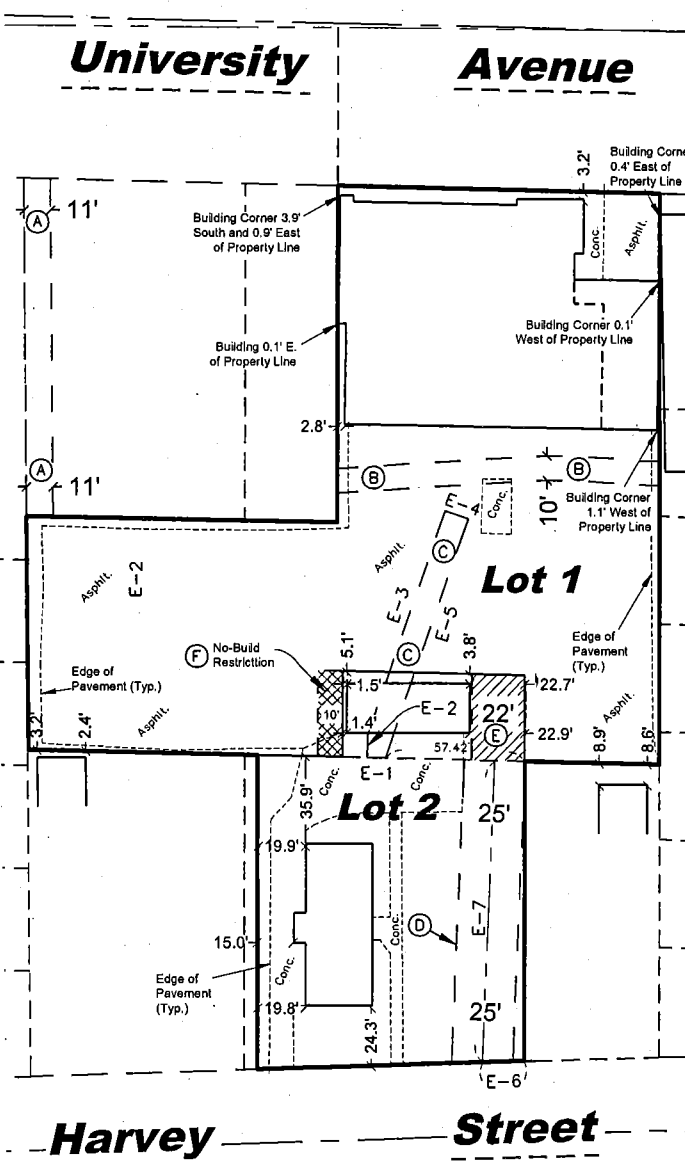 University Avenue
Building Corne
0.4' East of
Property Line
3.2'
A
11'
Building Corner 3.9'
South and 0.9' East
of Property Line
Conc.
Asphlt.
Building Corner 0.1'
West of Property Line
Building 0.1' E.
of Property Line
2.8'
A
11'
B
B
10'
Conc.
Building Corner
1.1' West of
Property Line
E-4
C
Asphlt.
Asphlt.
E-2
E-3
E-5
Lot 1
F
No-Build
Restricttion
5.1'
C
3.8'
Edge of
Pavement (Typ.)
Edge of
Pavement (Typ.)
1.5'
22.7'
10'
1.4'
E-2
22'
E
22.9'
Asphlt.
3.2'
2.4'
Asphlt.
57.42
8.9'
8.6'
E-1
Conc.
Conc.
35.9'
Lot 2
25'
19.9'
15.0'
Conc.
D
E-7
Conc.
Edge of
Pavement
(Typ.)
19.8'
24.3'
25'
E-6
Harvey Street